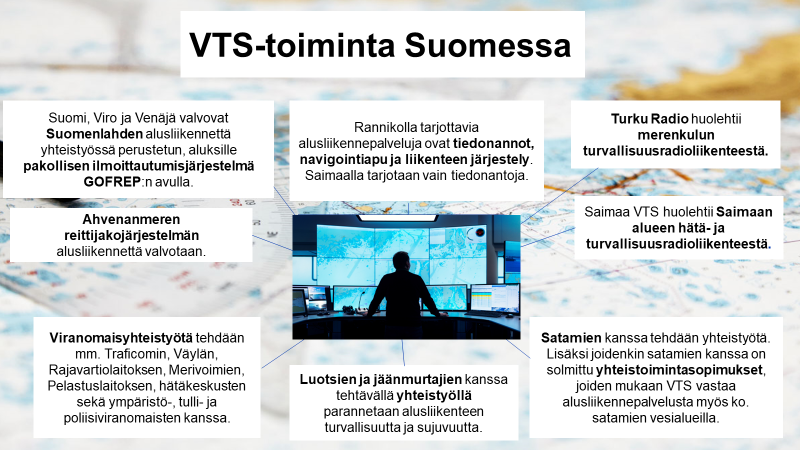 VTS-toiminta Suomessa
Suomi, Viro ja Venäjä valvovat
Suomenlahden alusliikennettä
yhteistyössä perustetun, aluksille
pakollisen ilmoittautumisjärjestelmä
GOFREP:n avulla.
Rannikolla tarjottavia
alusliikennepalveluja ovat tiedonannot,
navigointiapu ja liikenteen järjestely.
Saimaalla tarjotaan vain tiedonantoja.
Turku Radio huolehtii
merenkulun
turvallisuusradioliikenteestä.
Ahvenanmeren
reittijakojärjestelmän
alusliikennettä valvotaan.
Saimaa VTS huolehtii Saimaan
alueen hätä- ja
turvallisuusradioliikenteestä.
Viranomaisyhteistyötä tehdään
mm. Traficomin, Väylän,
Rajavartiolaitoksen, Merivoimien,
Pelastuslaitoksen, hätäkeskusten
sekä ympäristö-, tulli- ja
poliisiviranomaisten kanssa.
Luotsien ja jäänmurtajien kanssa
tehtävällä yhteistyöllä
parannetaan alusliikenteen
turvallisuutta ja sujuvuutta.
Satamien kanssa tehdään yhteistyötä.
Lisäksi joidenkin satamien kanssa on
solmittu yhteistoimintasopimukset,
joiden mukaan VTS vastaa
alusliikennepalvelusta myös ko.
satamien vesialueilla.